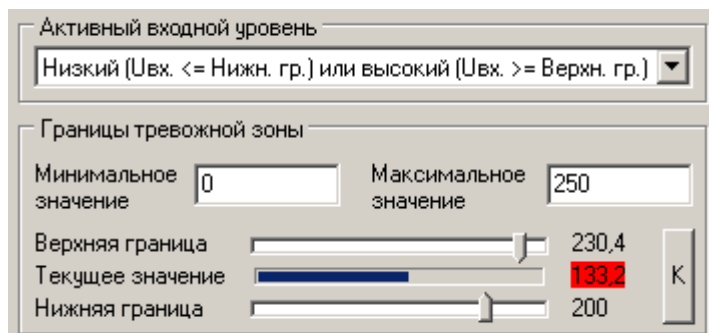 Активный входной уровень
Низкий (Uвх. <= Нижн. гр.) или высокий (Uвх. >= Верхн. гр.)
Границы тревожной зоны
Минимальное значение
0
Максимальное значение
250
Верхняя граница 230,4
Текущее значение 133,2
Нижняя граница 200
К